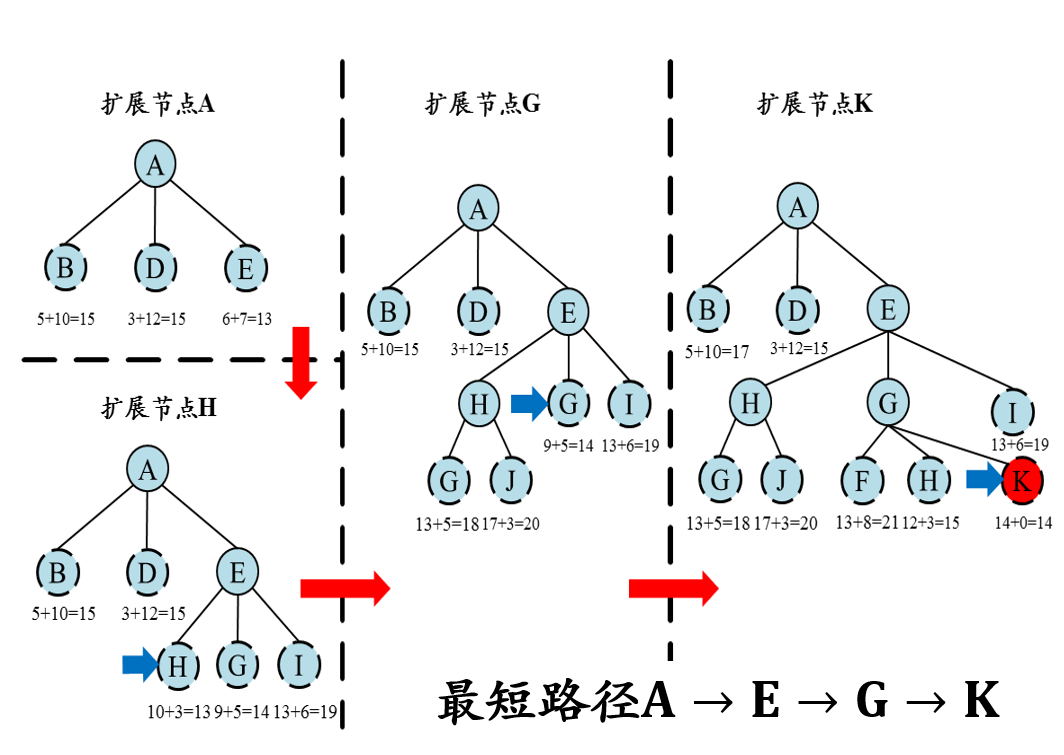 扩展节点A
A
B D E
5+10=15 3+12=15 6+7=13
扩展节点H
A
B D E
5+10=15 3+12=15
H G I
10+3=13 9+5=14 13+6=19
扩展节点G
A
B D E
5+10=15 3+12=15
H G I
9+5=14 13+6=19
G J
13+5=18 17+3=20
扩展节点K
A
B D E
5+10=17 3+12=15
H G I
13+6=19
G J F H K
13+5=18 17+3=20 13+8=21 12+3=15 14+0=14
最短路径A → E → G → K